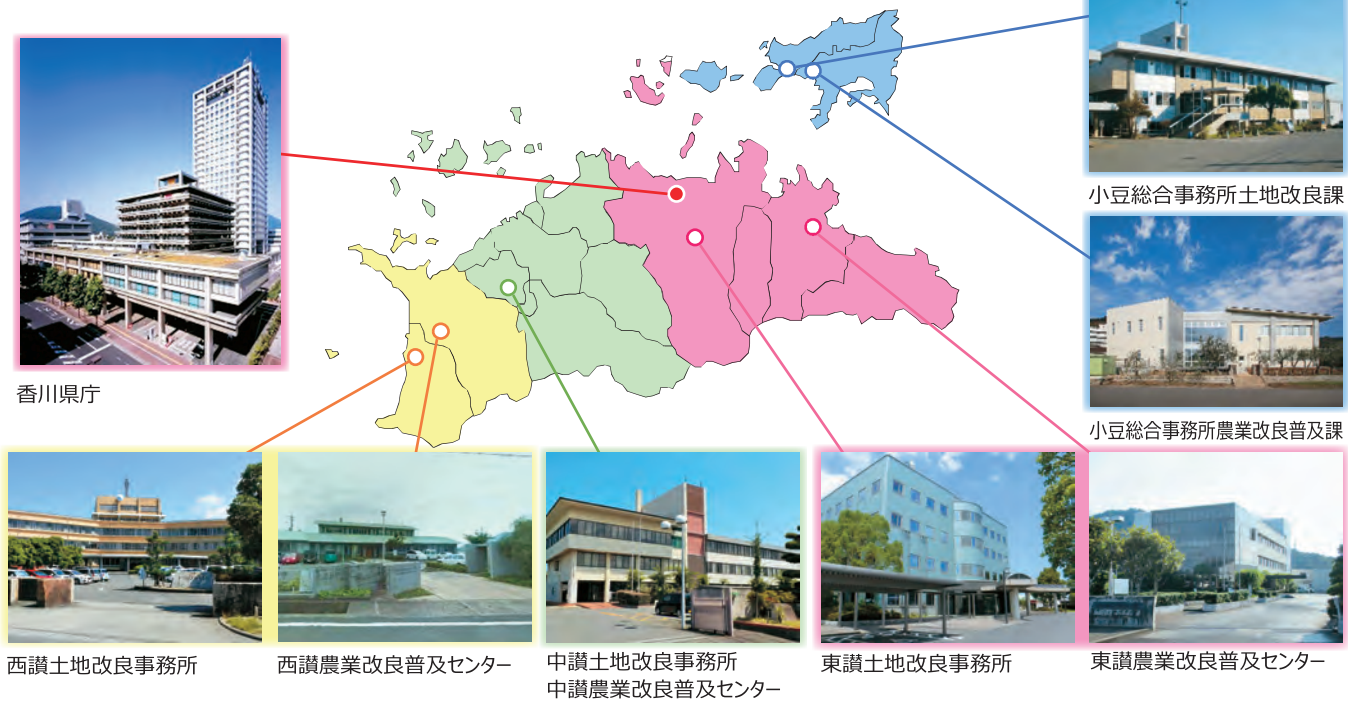 小豆総合事務所土地改良課
香川県庁
小豆総合事務所農業改良普及課
西讃土地改良事務所
西讃農業改良普及センター
中讃土地改良事務所
中讃農業改良普及センター
東讃土地改良事務所
東讃農業改良普及センター